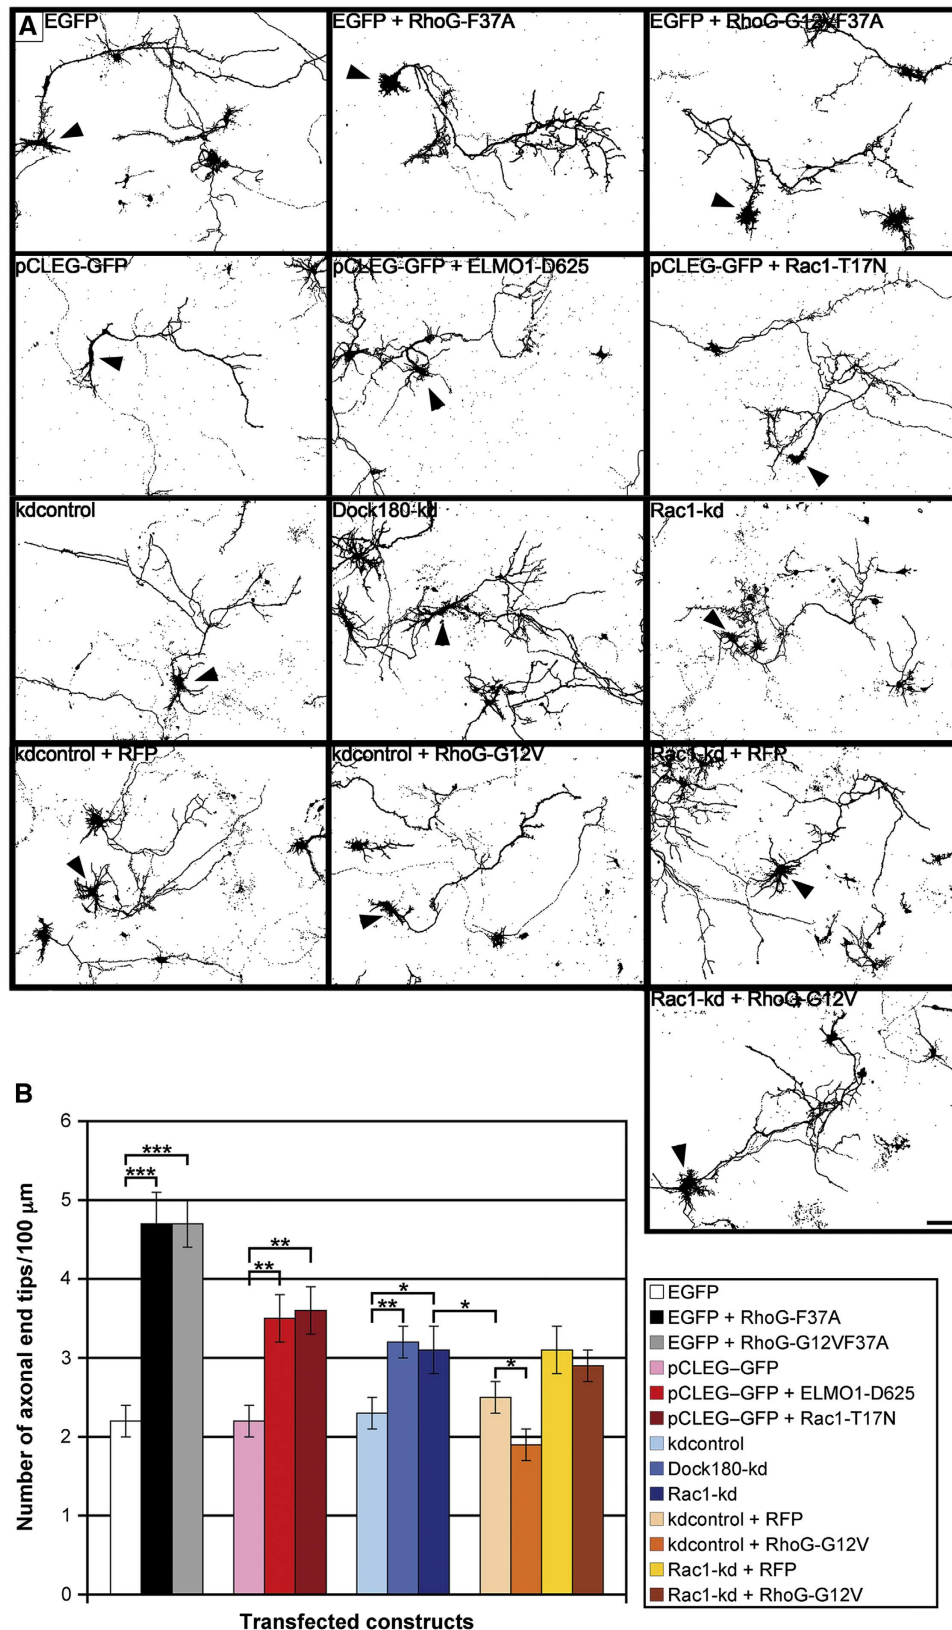 A EGFP
EGFP + RhoG-F37A
EGFP + RhoG-G12VF37A
pCLEG-GFP
pCLEG-GFP + ELMO1-D625
pCLEG-GFP + Rac1-T17N
kdcontrol
Dock180-kd
Rac1-kd
kdcontrol + RFP
kdcontrol + RhoG-G12V
Rac1-kd + RFP
Rac1-kd + RhoG-G12V
B
Number of axonal end tips/100 µm
6
5
4
3
2
1
0
***
***
**
**
*
**
*
*
Transfected constructs
EGFP
EGFP + RhoG-F37A
EGFP + RhoG-G12VF37A
pCLEG–GFP
pCLEG–GFP + ELMO1-D625
pCLEG–GFP + Rac1-T17N
kdcontrol
Dock180-kd
Rac1-kd
kdcontrol + RFP
kdcontrol + RhoG-G12V
Rac1-kd + RFP
Rac1-kd + RhoG-G12V